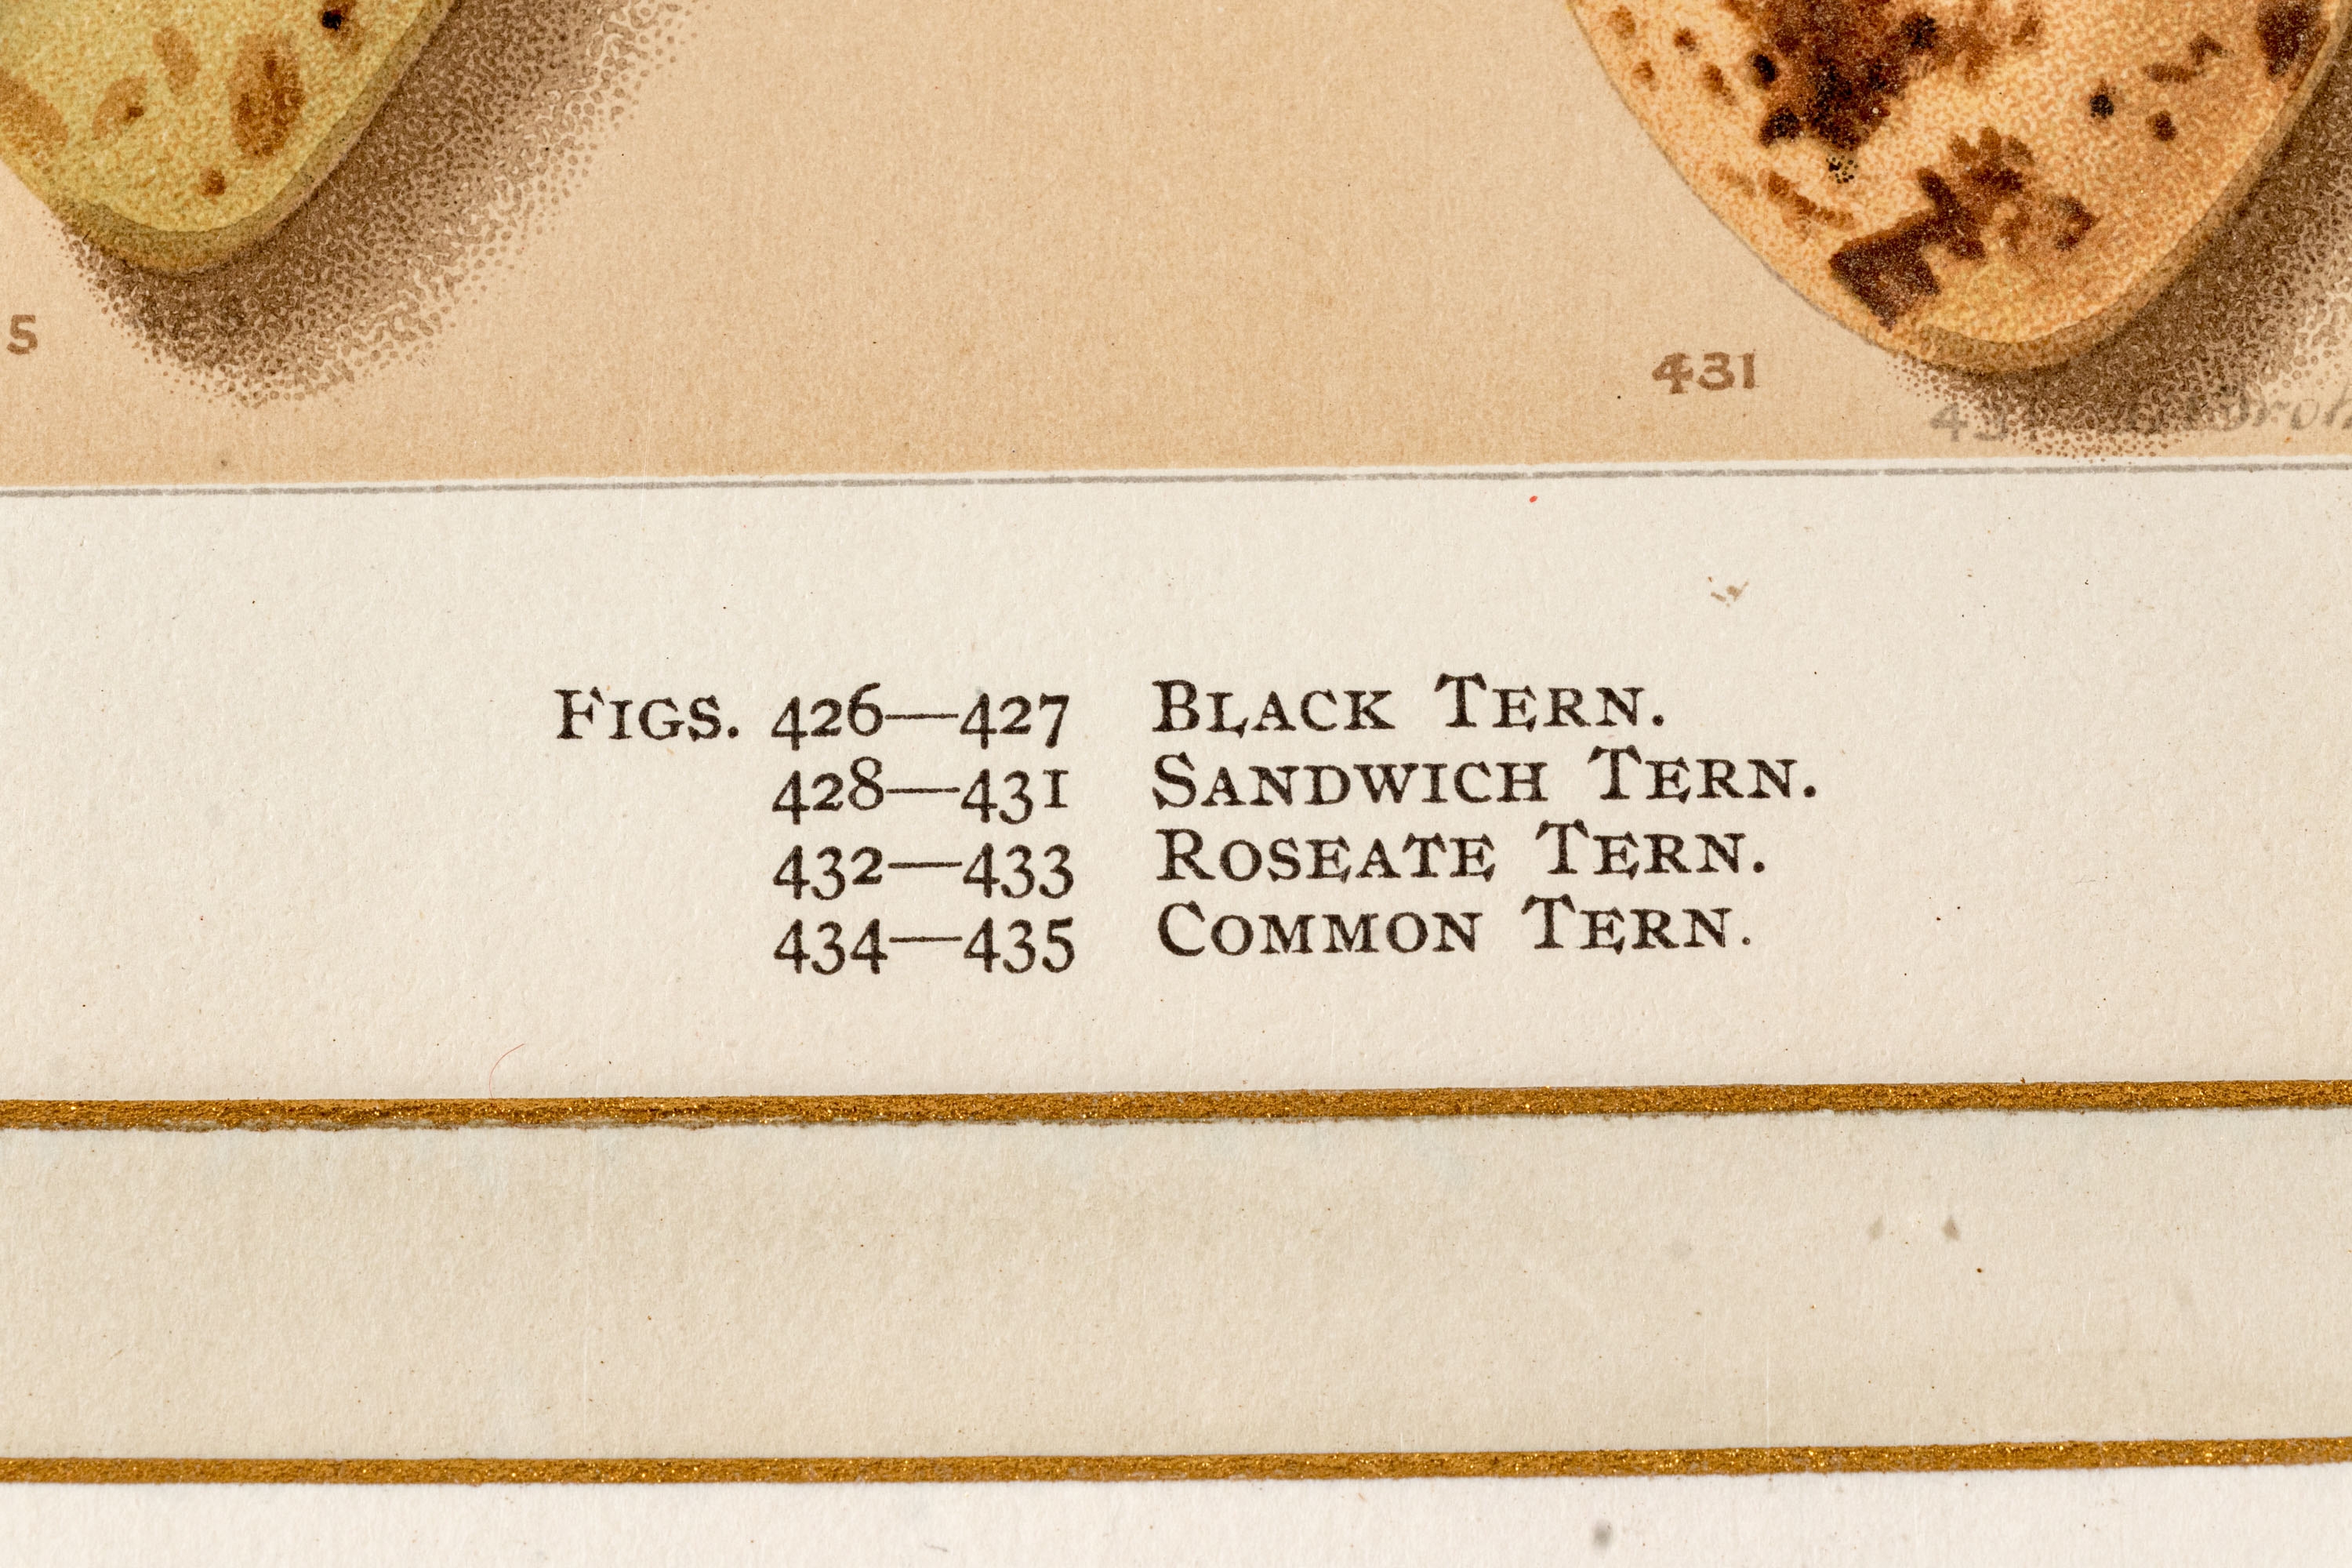 5
431
FIGS. 426—427 BLACK TERN.
428—431 SANDWICH TERN.
432—433 ROSEATE TERN.
434—435 COMMON TERN.